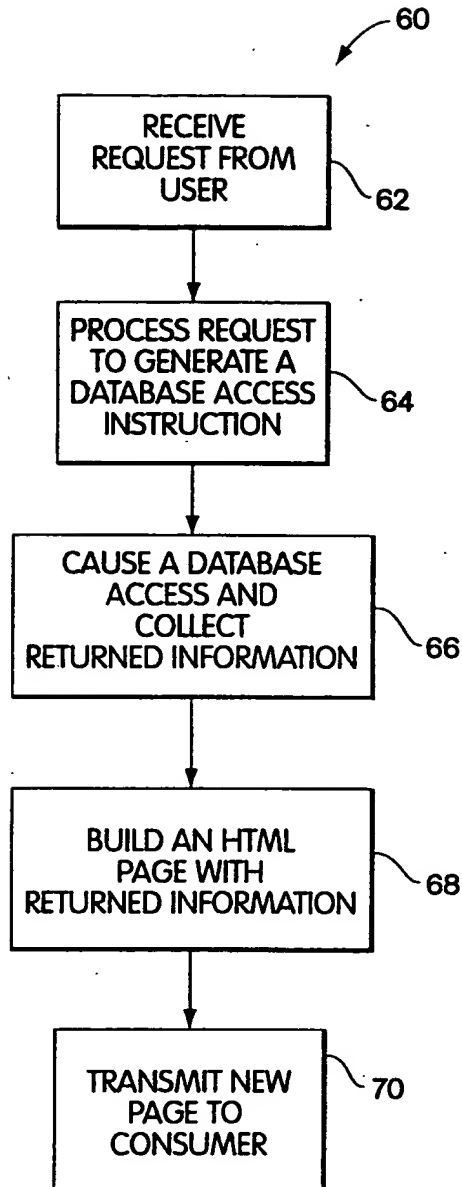 60
RECEIVE
REQUEST FROM
USER
62
PROCESS REQUEST
TO GENERATE A
DATABASE ACCESS
INSTRUCTION
64
CAUSE A DATABASE
ACCESS AND
COLLECT
RETURNED INFORMATION
66
BUILD AN HTML
PAGE WITH
RETURNED INFORMATION
68
TRANSMIT NEW
PAGE TO
CONSUMER
70